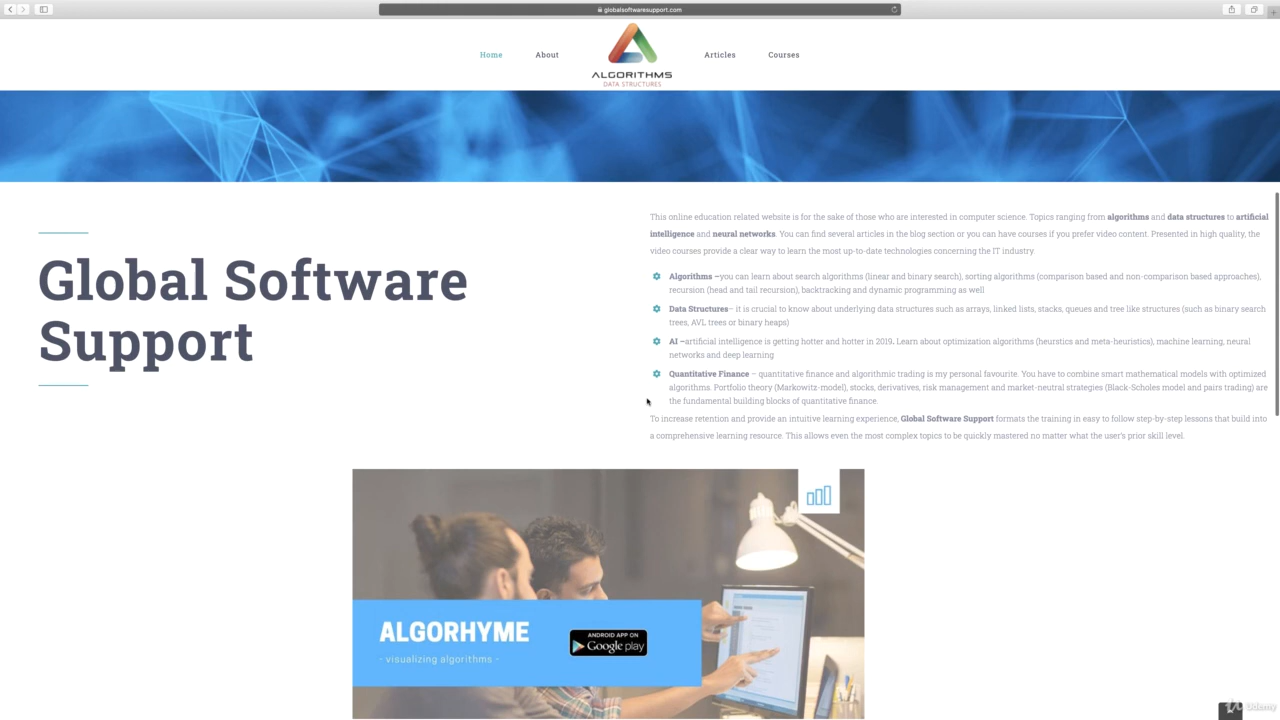 globalsoftwaresupport.com
Home
About
ALGORITHMS
DATA STRUCTURES
Articles
Courses
Global Software
Support
This online education related website is for the sake of those who are interested in computer science. Topics ranging from algorithms and data structures to artificial
intelligence and neural networks. You can find several articles in the blog section or you can have courses if you prefer video content. Presented in high quality, the
video courses provide a clear way to learn the most up-to-date technologies concerning the IT industry
Algorithms –you can learn about search algorithms (linear and binary search), sorting algorithms (comparison based and non-comparison based approaches),
recursion (head and tail recursion), backtracking and dynamic programming as well
Data Structures– it is crucial to know about underlying data structures such as arrays, linked lists, stacks, queues and tree like structures (such as binary search
trees, AVL trees or binary heaps)
AI –artificial intelligence is getting hotter and hotter in 2019. Learn about optimization algorithms (heurstics and meta-heuristics), machine learning, neural
networks and deep learning
Quantitative Finance – quantitative finance and algorithmic trading is my personal favourite. You have to combine smart mathematical models with optimized
algorithms. Portfolio theory (Markowitz-model), stocks, derivatives, risk management and market-neutral strategies (Black-Scholes model and pairs trading) are
the fundamental building blocks of quantitative finance.
To increase retention and provide an intuitive learning experience, Global Software Support formats the training in easy to follow step-by-step lessons that build into
a comprehensive learning resource. This allows even the most complex topics to be quickly mastered no matter what the user's prior skill level.
ALGORHYME
- visualizing algorithms -
ANDROID APP ON
Google play
Udemy